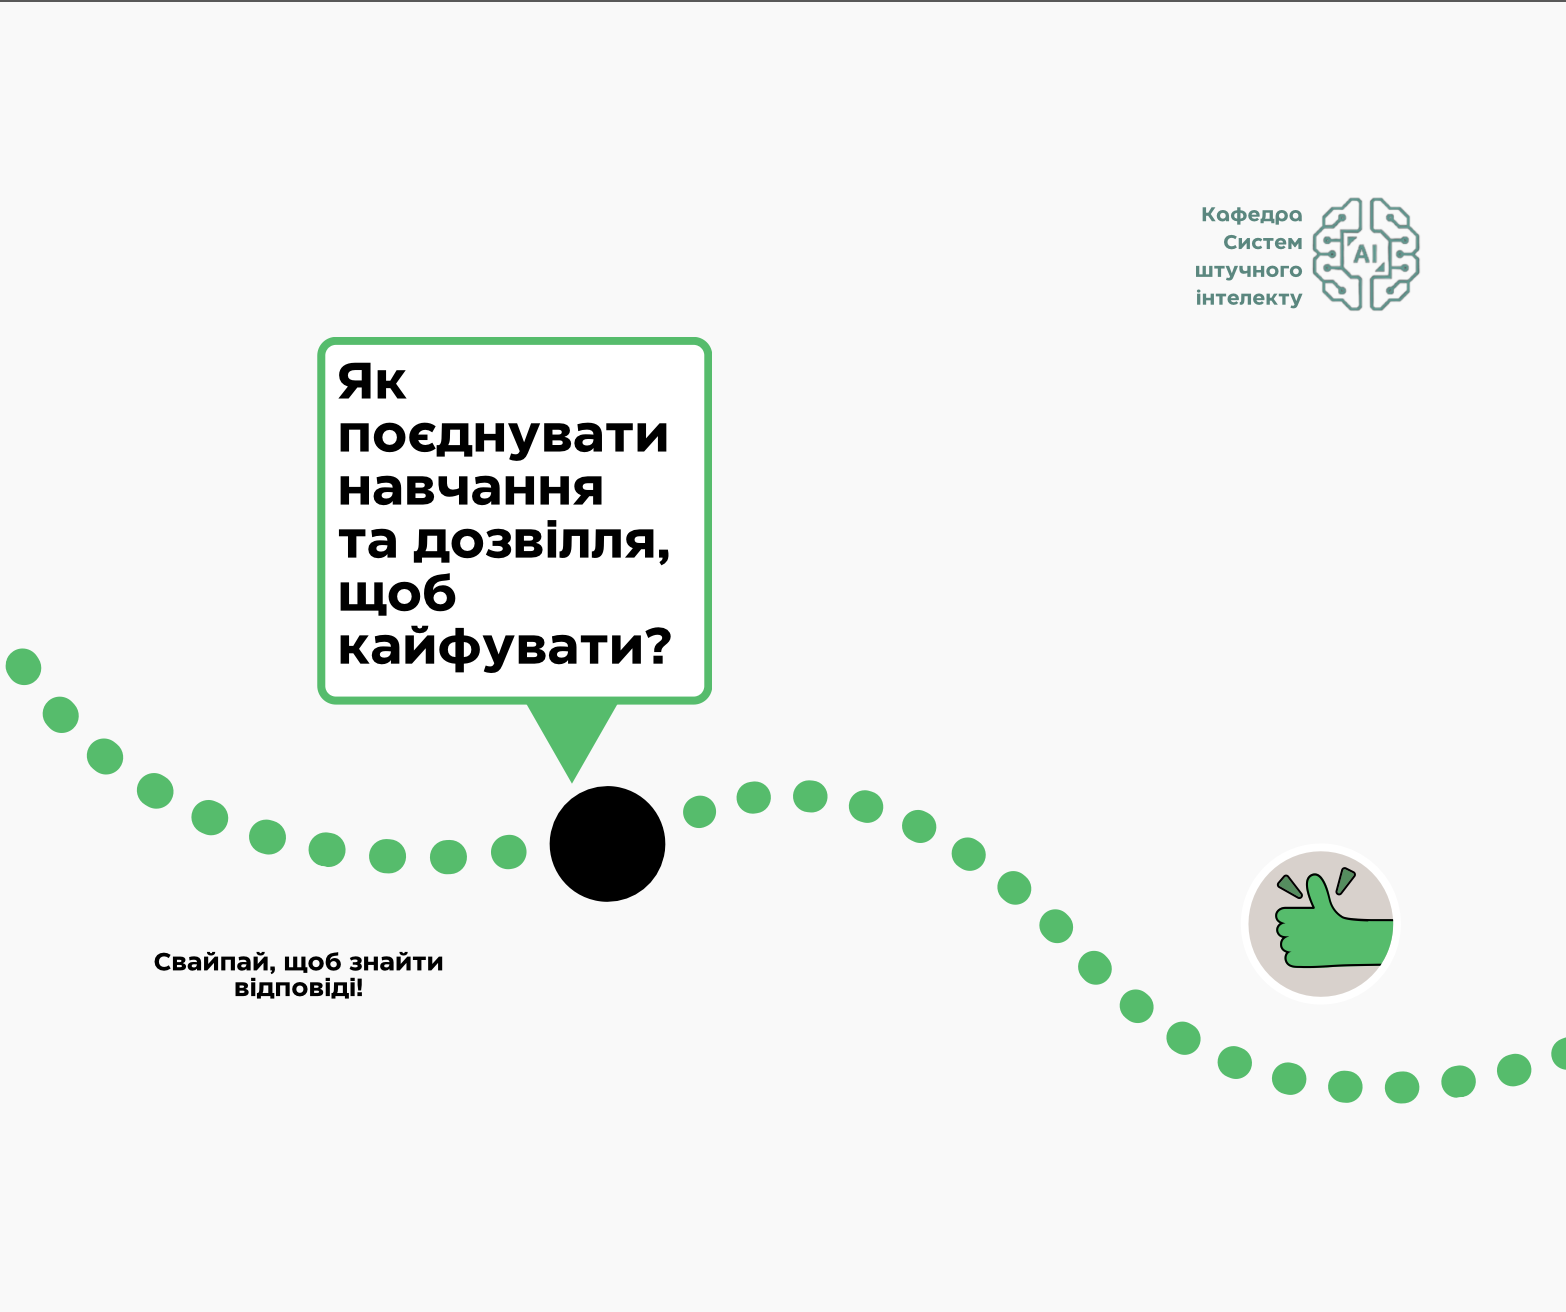 Кафедра
Систем
штучного
інтелекту
AI
Як
поєднувати
навчання
та дозвілля,
щоб
кайфувати?
Свайпай, щоб знайти
відповіді!